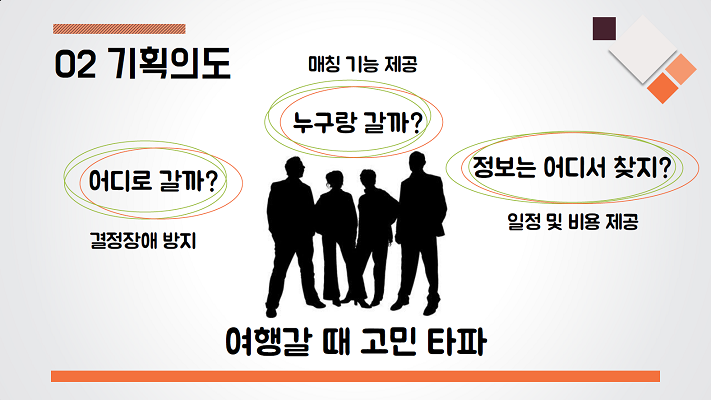 02 기획의도
매칭 기능 제공
누구랑 갈까?
어디로 갈까?
결정장애 방지
정보는 어디서 찾지?
일정 및 비용 제공
여행갈 때 고민 타파